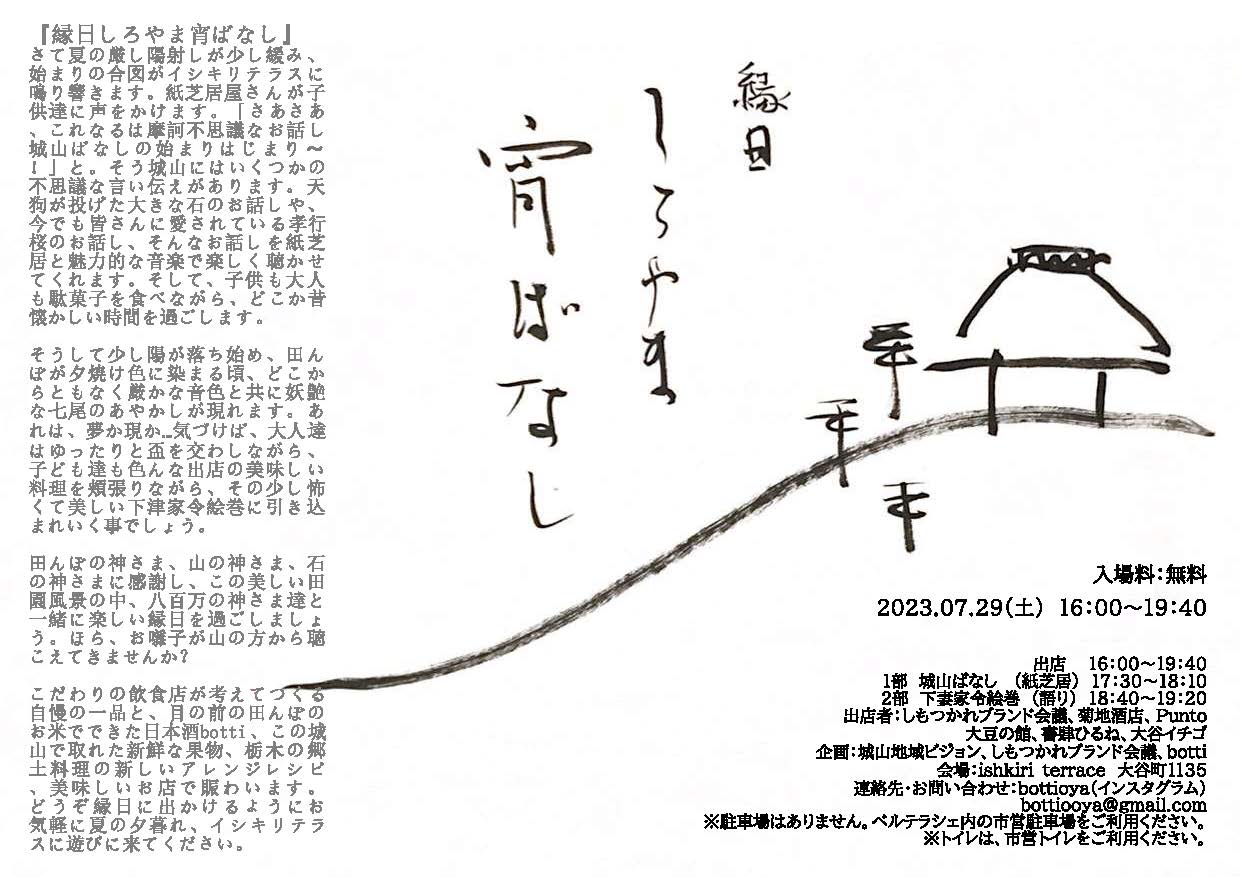 『縁日しろやま宵ばなし』
さて夏の厳し陽射しが少し緩み、
始まりの合図がイシキリテラスに
鳴り響きます。紙芝居屋さんが子
供達に声をかけます。「さあさあ
、これなるは摩訶不思議なお話し
城山ばなしの始まりはじまり～
！」と。そう城山にはいくつかの
不思議な言い伝えがあります。天
狗が投げた大きな石のお話しや、
今でも皆さんに愛されている孝行
桜のお話し、そんなお話しを紙芝
居と魅力的な音楽で楽しく聴かせ
てくれます。そして、子供も大人
も駄菓子を食べながら、どこか昔
懐かしい時間を過ごします。
そうして少し陽が落ち始め、田ん
ぼが夕焼け色に染まる頃、どこか
らともなく厳かな音色と共に妖艶
な七尾のあやかしが現れます。あ
れは、夢か現か…気づけば、大人達
はゆったりと盃を交わしながら、
子ども達も色んな出店の美味しい
料理を頬張りながら、その少し怖
くて美しい下津家令絵巻に引き込
まれいく事でしょう。
田んぼの神さま、山の神さま、石
の神さまに感謝し、この美しい田
園風景の中、八百万の神さま達と
一緒に楽しい縁日を過ごしましょ
う。ほら、お囃子が山の方から聴
こえてきませんか？
こだわりの飲食店が考えてつくる
自慢の一品と、目の前の田んぼの
お米でできた日本酒botti、この城
山で取れた新鮮な果物、栃木の郷
土料理の新しいアレンジレシピ
、美味しいお店で賑わいます。
どうぞ縁日に出かけるようにお
気軽に夏の夕暮れ、イシキリテラ
スに遊びに来てください。
縁日
しろやま
宵ばなし
入場料：無料
2023.07.29(土) 16:00～19:40
出店 16:00～19:40
1部 城山ばなし （紙芝居） 17:30～18:10
2部 下妻家令絵巻 （語り） 18:40～19:20
出店者：しもつかれブランド会議、菊地酒店、Punto
大豆の館、書肆ひるね、大谷イチゴ
企画：城山地域ビジョン、しもつかれブランド会議、botti
会場：ishkiri terrace 大谷町1135
連絡先・お問い合わせ：bottioya（インスタグラム）
bottiooya@gmail.com
※駐車場はありません。ベルテラシェ内の市営駐車場をご利用ください。
※トイレは、市営トイレをご利用ください。